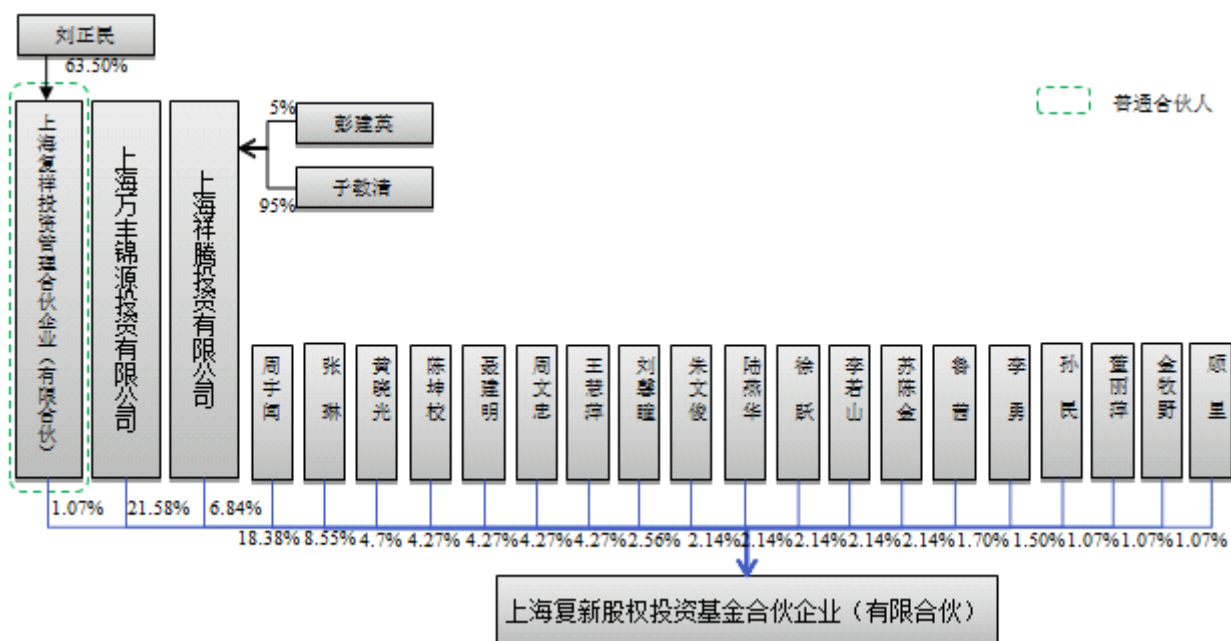 刘正民
63.50%
上海复祥投资管理合伙企业（有限合伙）
上海万丰锦源投资有限公司
上海祥腾投资有限公司
5%
彭建英
95%
普通合伙人
张琳
黄晓光
陈坤校
聂建明
周文忠
王慧萍
刘馨瞳
朱文俊
陆燕华
徐跃
李若山
苏陈金
鲁茜
李勇
孙民
董丽萍
金牧野
1.07% 21.58% 6.84%
18.38% 8.55% 4.7% 4.27% 4.27% 4.27% 4.27% 2.56% 2.14% 2.14% 2.14% 2.14% 2.14% 1.70% 1.50% 1.07% 1.07% 1.07%
上海复新股权投资基金合伙企业（有限合伙）